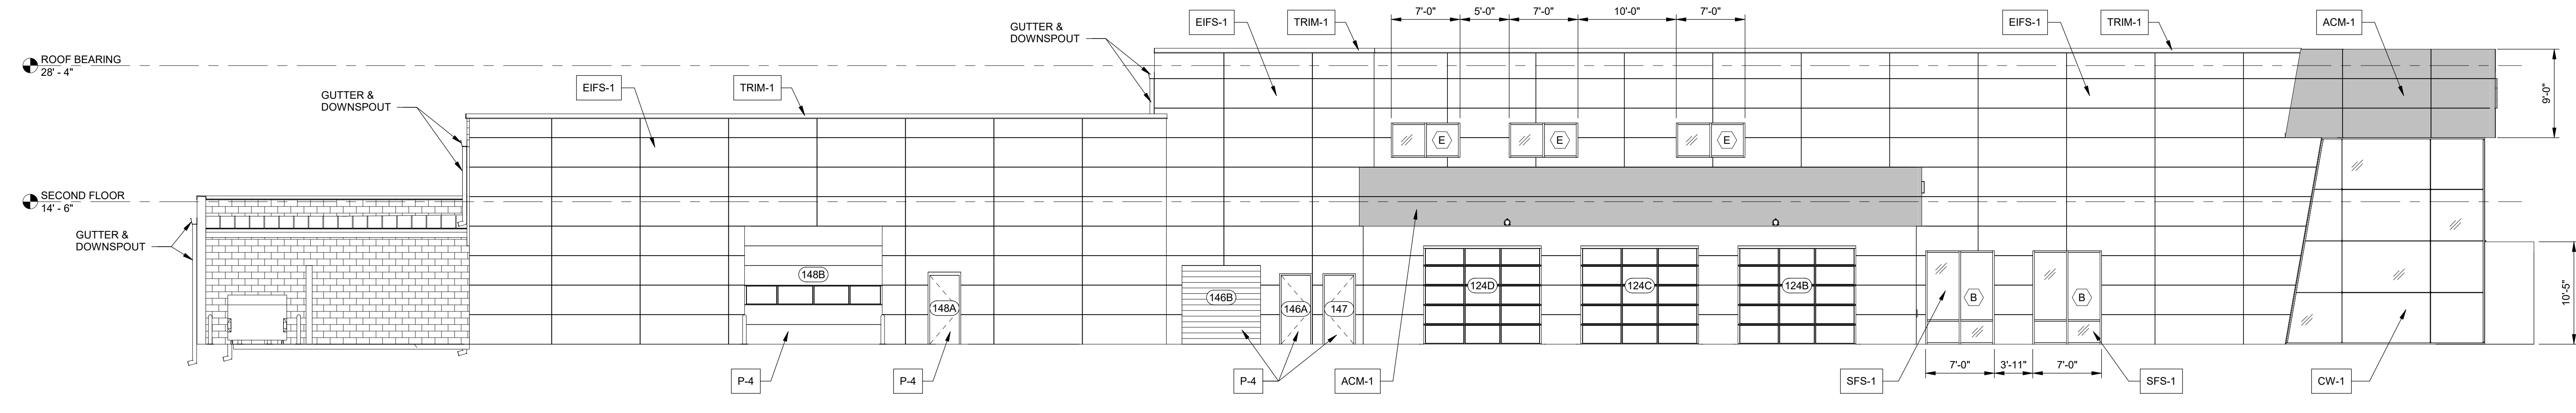 7'-0"
5'-0"
7'-0"
10'-0"
7'-0"
EIFS-1
TRIM-1
EIFS-1
TRIM-1
ACM-1
GUTTER &
DOWNSPOUT
ROOF BEARING
28' - 4"
EIFS-1
TRIM-1
9'-0"
GUTTER &
DOWNSPOUT
E
E
E
SECOND FLOOR
14' - 6"
GUTTER &
DOWNSPOUT
148B
148A
146B
146A
147
124D
124C
124B
B
B
10'-5"
7'-0"
3'-11"
7'-0"
P-4
P-4
P-4
ACM-1
SFS-1
SFS-1
CW-1